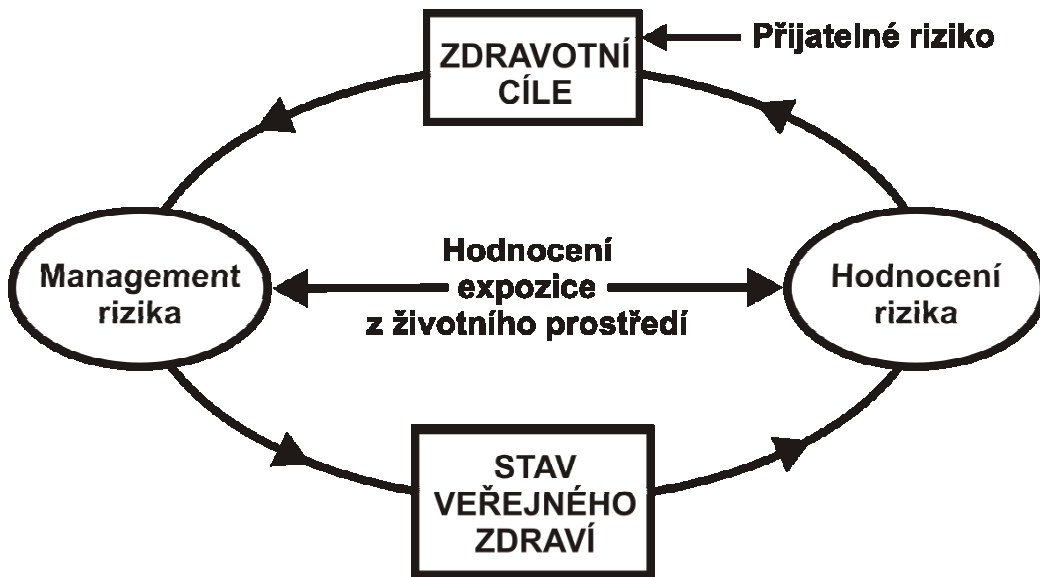 ZDRAVOTNÍ
CÍLE
Přijatelné riziko
Management
rizika
Hodnocení
expozice
z životního prostředí
Hodnocení
rizika
STAV
VEŘEJNÉHO
ZDRAVÍ